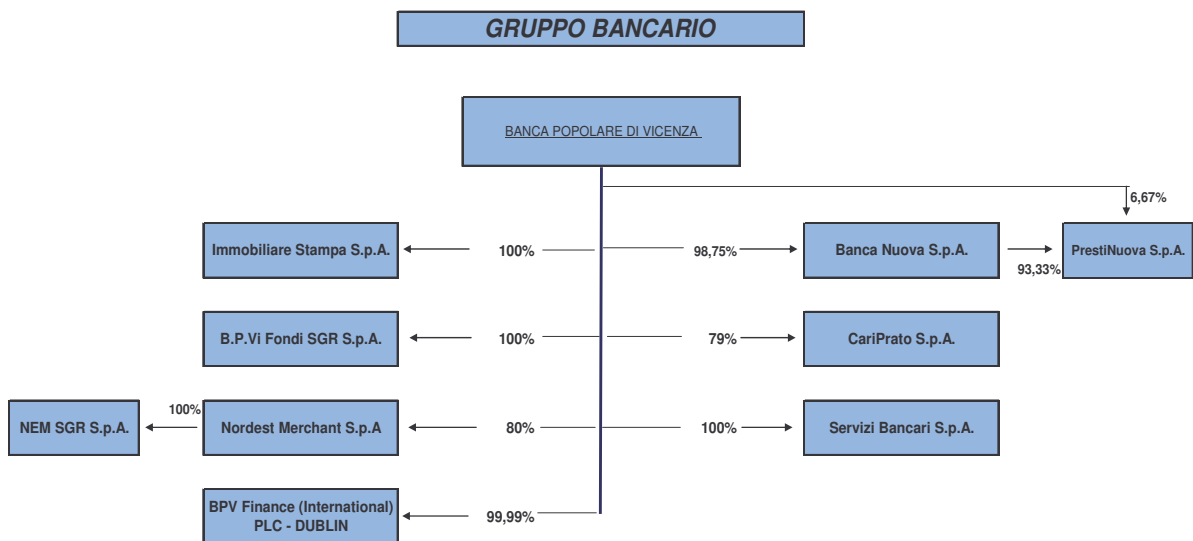 GRUPPO BANCARIO
BANCA POPOLARE DI VICENZA
6,67%
Immobiliare Stampa S.p.A.
100%
98,75%
Banca Nuova S.p.A.
93,33%
PrestiNuova S.p.A.
B.P.Vi Fondi SGR S.p.A.
100%
79%
CariPrato S.p.A.
NEM SGR S.p.A.
100%
Nordest Merchant S.p.A
80%
100%
Servizi Bancari S.p.A.
BPV Finance (International)
PLC - DUBLIN
99,99%